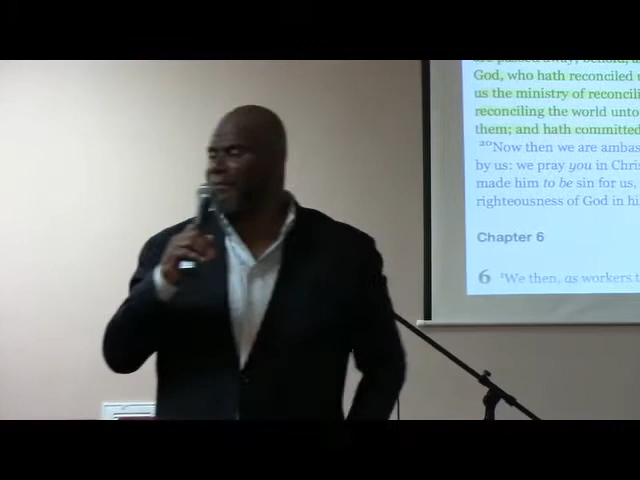 are passed away; behold, a
God, who hath reconciled u
us the ministry of reconcili
reconciling the world unto
them; and hath committed
20Now then we are ambas
by us: we pray you in Chris
made him to be sin for us,
righteousness of God in hi
Chapter 6
6 1We then, as workers t